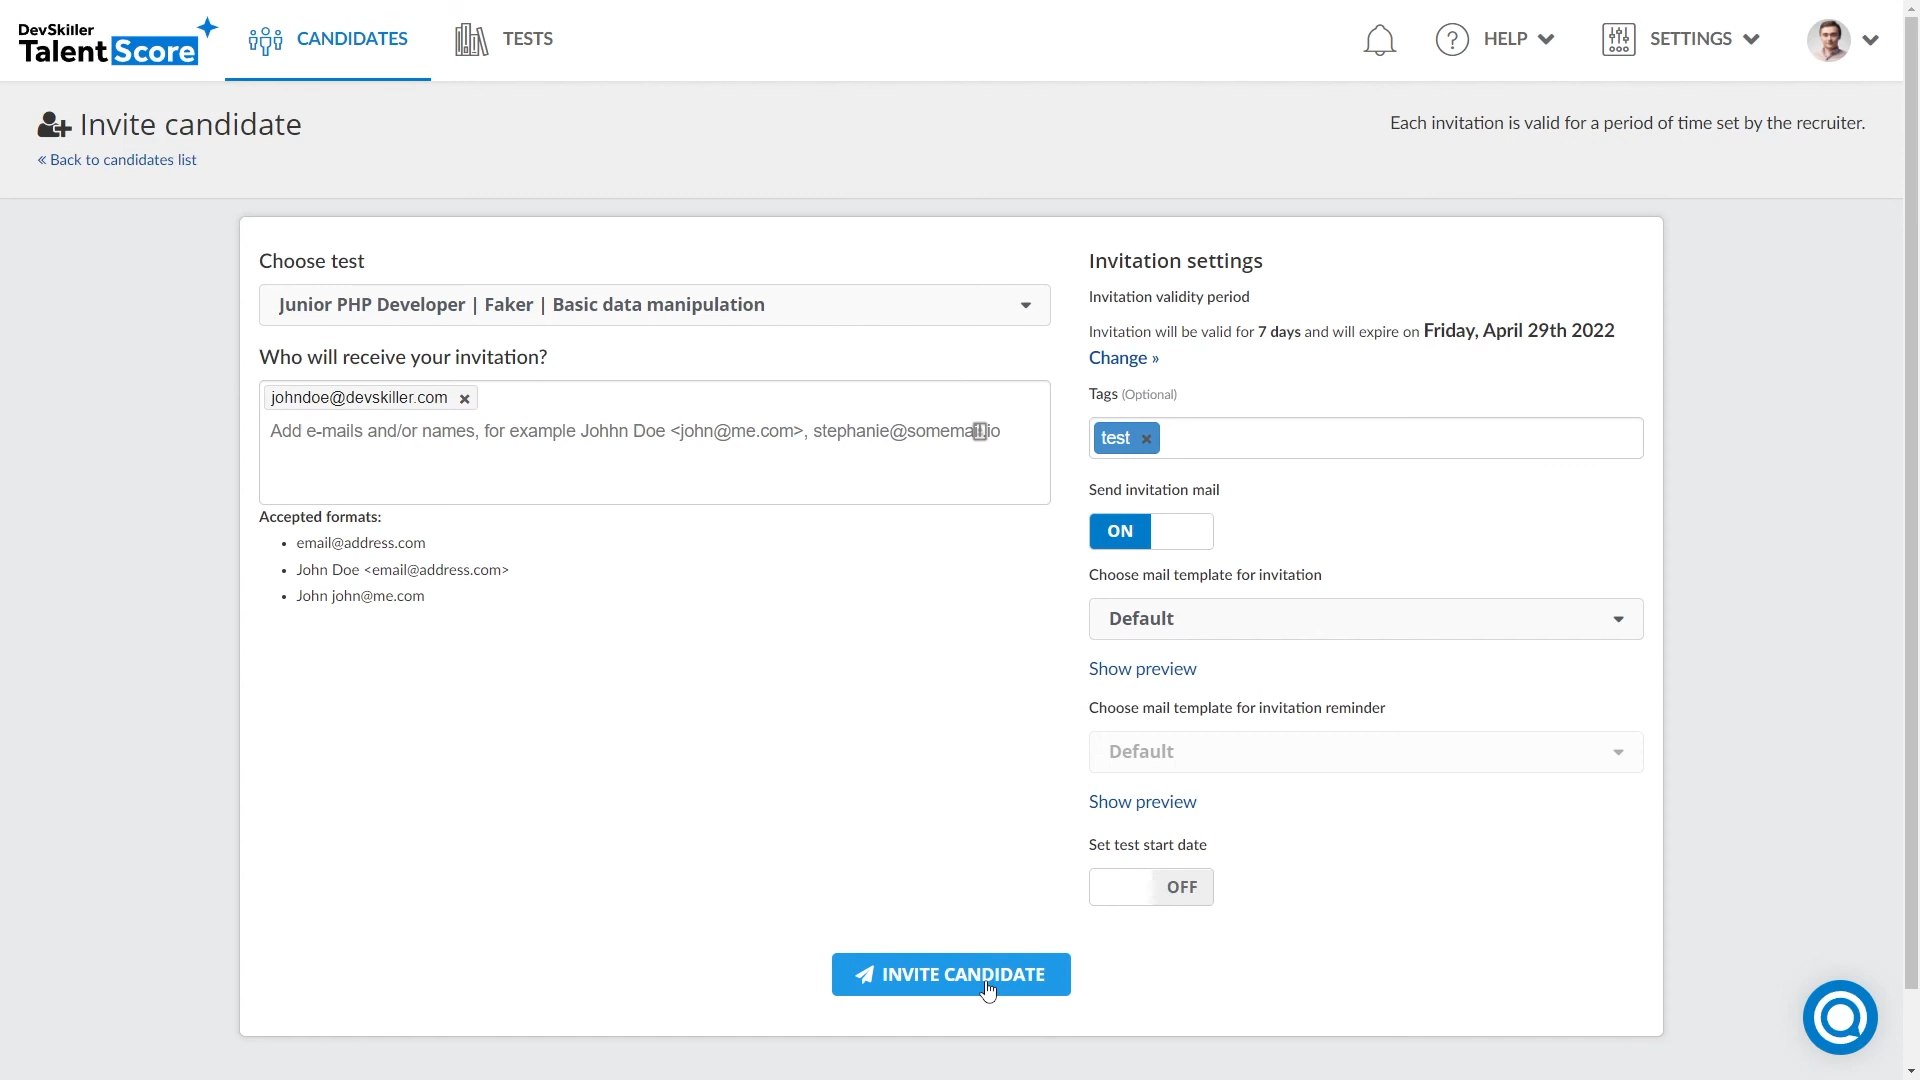 DevSkiller
TalentScore
CANDIDATES
TESTS
HELP
SETTINGS
Invite candidate
« Back to candidates list
Each invitation is valid for a period of time set by the recruiter.
Choose test
Junior PHP Developer | Faker | Basic data manipulation
Who will receive your invitation?
johndoe@devskiller.com ×
Add e-mails and/or names, for example Johhn Doe <john@me.com>, stephanie@somemail.io
Accepted formats:
• email@address.com
• John Doe <email@address.com>
• John john@me.com
Invitation settings
Invitation validity period
Invitation will be valid for 7 days and will expire on Friday, April 29th 2022
Change »
Tags (Optional)
test ×
Send invitation mail
ON
Choose mail template for invitation
Default
Show preview
Choose mail template for invitation reminder
Default
Show preview
Set test start date
OFF
INVITE CANDIDATE